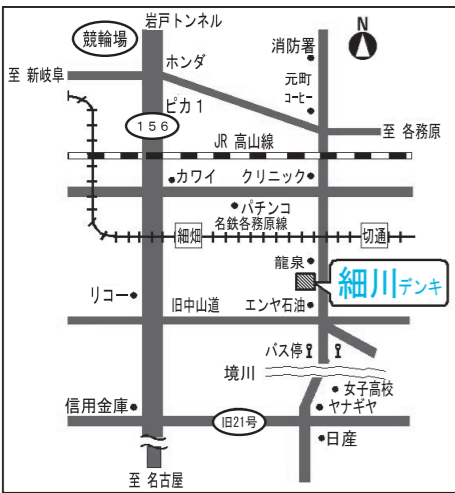 岩戸トンネル
N
競輪場
消防署
ホンダ
至 新岐阜
元町
コーヒー
ピカ1
156
至 各務原
JR 高山線
カワイ
クリニック
パチンコ
名鉄各務原線
細畑
切通
龍泉
細川デンキ
リコー
旧中山道
エンヤ石油
バス停
境川
女子高校
信用金庫
ヤナギヤ
旧21号
日産
至 名古屋